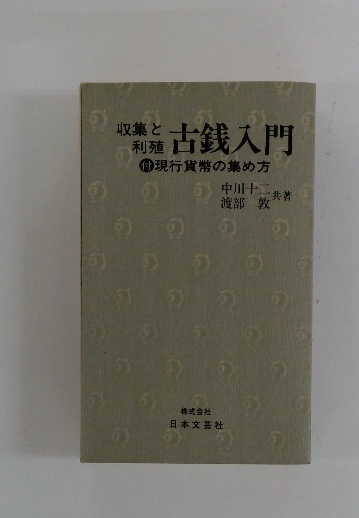 収集と
利殖
古銭入門
付現行貨幣の集め方
中川十二
渡部 敦
共著
株式会社
日本文芸社